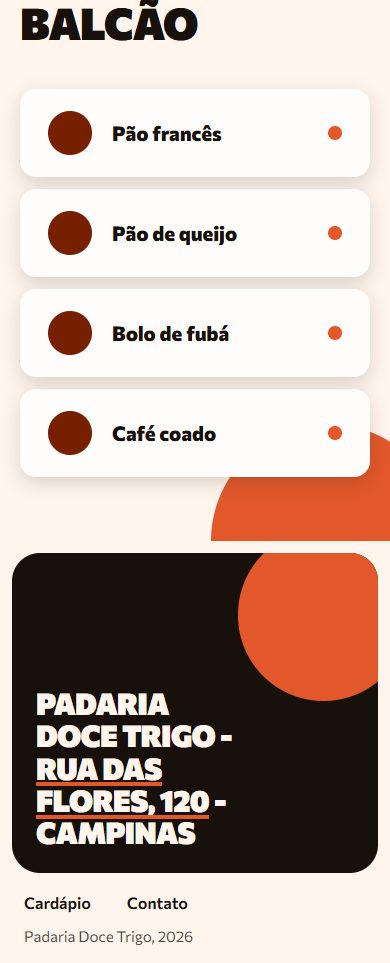 BALCÃO
Pão francês
Pão de queijo
Bolo de fubá
Café coado
PADARIA
DOCE TRIGO -
RUA DAS
FLORES, 120 -
CAMPINAS
Cardápio Contato
Padaria Doce Trigo, 2026